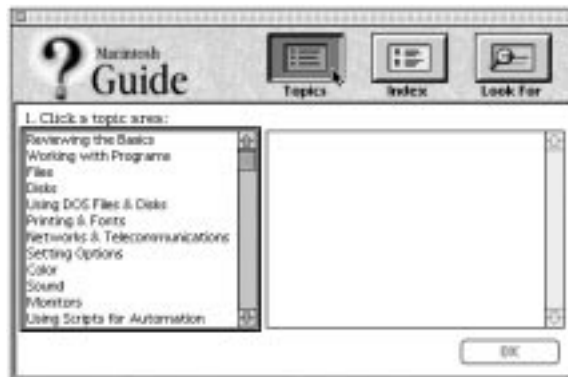 ?
Macintosh
Guide
Topics
Index
Look For
1. Click a topic area:
Reviewing the Basics
Working with Programs
Files
Disks
Using DOS Files & Disks
Printing & Fonts
Networks & Telecommunications
Setting Options
Color
Sound
Monitors
Using Scripts for Automation
OK